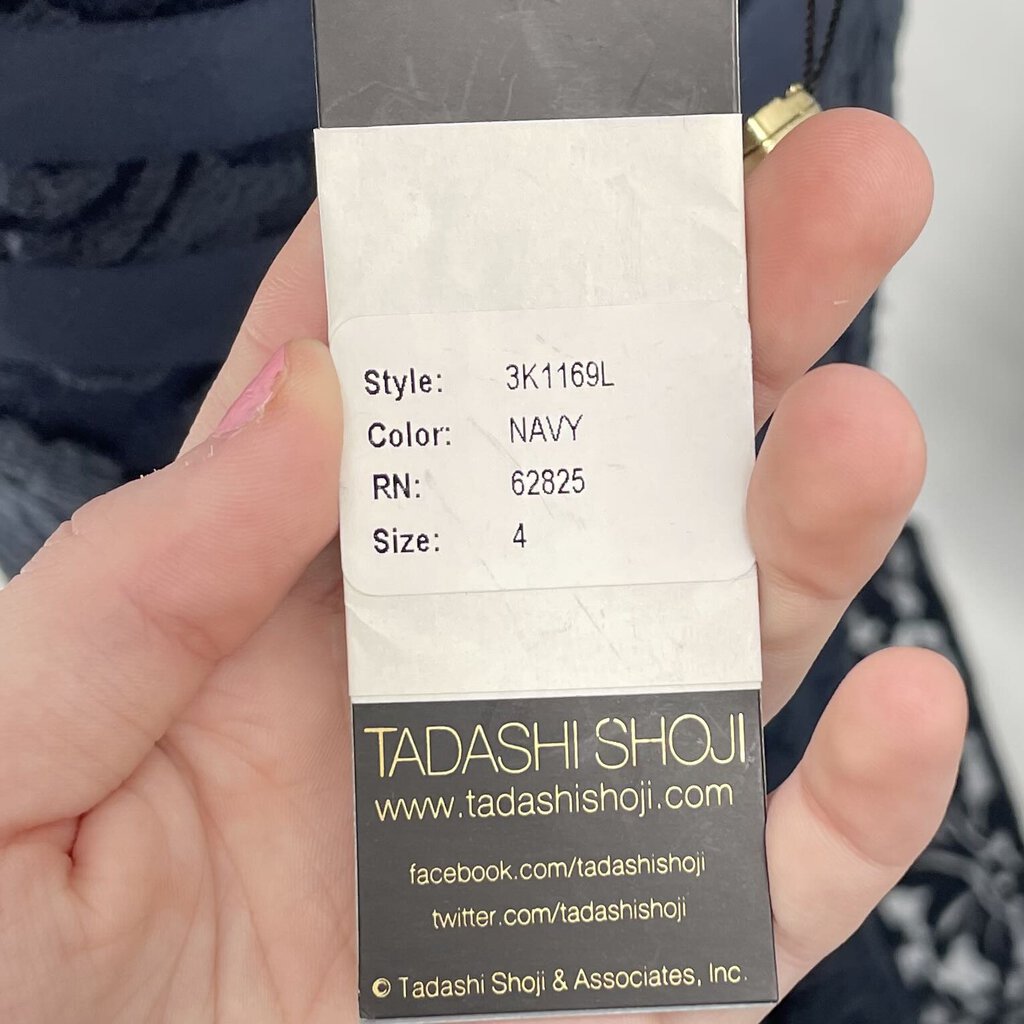 Style: 3K1169L
Color: NAVY
RN: 62825
Size: 4
TADASHI SHOJI
www.tadashishoji.com
facebook.com/tadashishoji
twitter.com/tadashishoji
© Tadashi Shoji & Associates, Inc.